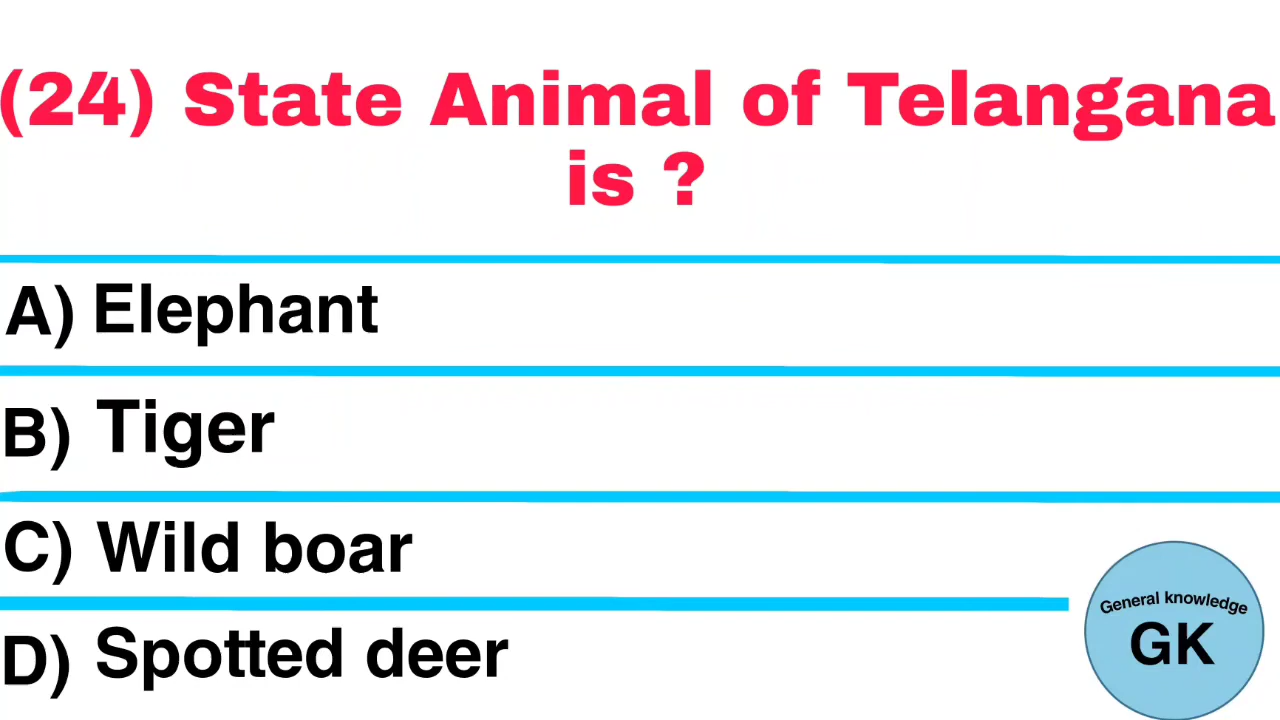 (24) State Animal of Telangana
is ?
A) Elephant
B) Tiger
C) Wild boar
D) Spotted deer
General knowledge
GK